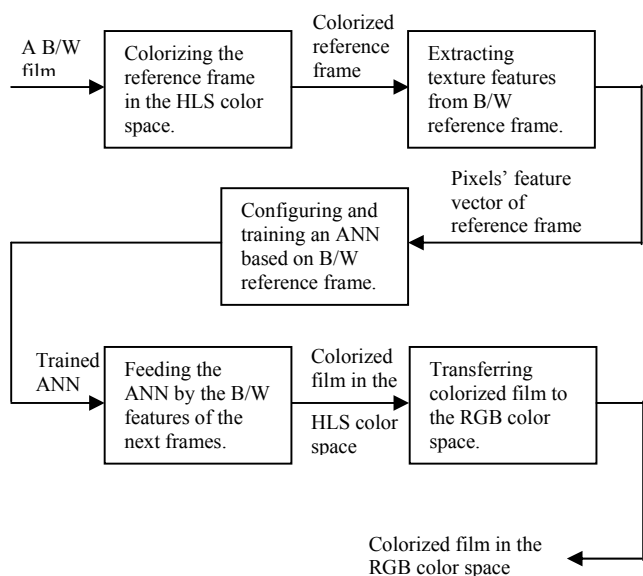 A B/W
film
Colorizing the
reference frame
in the HLS color
space.
Colorized
reference
frame
Extracting
texture features
from B/W
reference frame.
Pixels' feature
vector of
reference frame
Configuring and
training an ANN
based on B/W
reference frame.
Trained
ANN
Feeding the
ANN by the B/W
features of the
next frames.
Colorized
film in the
HLS color
space
Transferring
colorized film to
the RGB color
space.
Colorized film in the
RGB color space